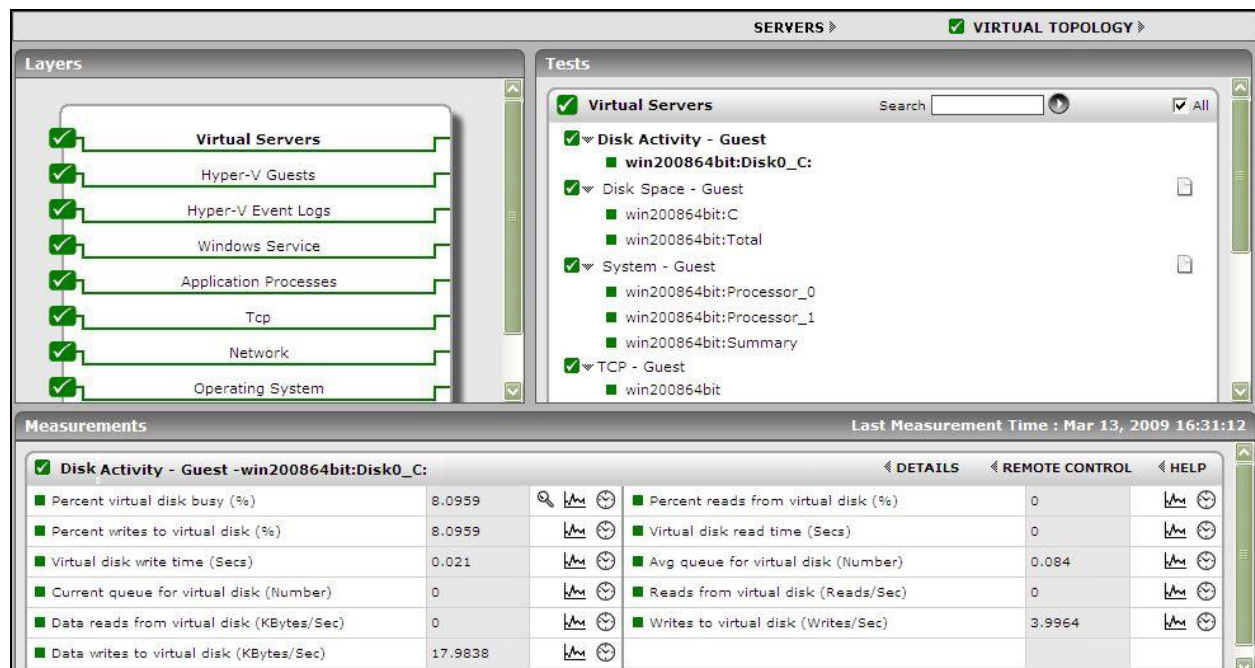 SERVERS VIRTUAL TOPOLOGY
Layers
Virtual Servers
Hyper-V Guests
Hyper-V Event Logs
Windows Service
Application Processes
Tcp
Network
Operating System
Tests
Virtual Servers Search All
Disk Activity - Guest
win200864bit:Disk0_C:
Disk Space - Guest
win200864bit:C
win200864bit:Total
System - Guest
win200864bit:Processor_0
win200864bit:Processor_1
win200864bit:Summary
TCP - Guest
win200864bit
Measurements Last Measurement Time : Mar 13, 2009 16:31:12
Disk Activity - Guest -win200864bit:Disk0_C: DETAILS REMOTE CONTROL HELP
Percent virtual disk busy (%) 8.0959 Percent reads from virtual disk (%) 0
Percent writes to virtual disk (%) 8.0959 Virtual disk read time (Secs) 0
Virtual disk write time (Secs) 0.021 Avg queue for virtual disk (Number) 0.084
Current queue for virtual disk (Number) 0 Reads from virtual disk (Reads/Sec) 0
Data reads from virtual disk (KBytes/Sec) 0 Writes to virtual disk (Writes/Sec) 3.9964
Data writes to virtual disk (KBytes/Sec) 17.9838